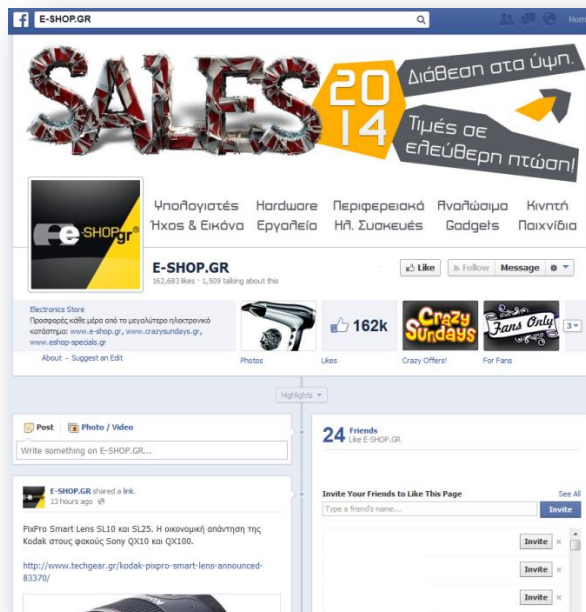 E-SHOP.GR
Home
SALES
20
14
Διάθεση στα ύψη.
Τιμές σε
ελεύθερη πτώση!
e-SHOP.gr®
Υπολογιστές Hardware Περιφερειακά Αναλώσιμα Κινητή
Ήχος & Εικόνα Εργαλεία Ηλ. Συσκευές Gadgets Παιχνίδια
E-SHOP.GR
162,683 likes · 1,509 talking about this
Like
Follow
Message
Electronics Store
Προσφορές κάθε μέρα από το μεγαλύτερο ηλεκτρονικό
κατάστημα: www.e-shop.gr, www.crazysundays.gr,
www.eshop-specials.gr
About – Suggest an Edit
162k
Crazy
Sundays
Fans Only
3
Photos
Likes
Crazy Offers!
For Fans
Highlights
Post
Photo / Video
Write something on E-SHOP.GR...
24 Friends
Like E-SHOP.GR
E-SHOP.GR shared a link.
13 hours ago
PixPro Smart Lens SL10 και SL25. Η οικονομική απάντηση της
Kodak στους φακούς Sony QX10 και QX100.
http://www.techgear.gr/kodak-pixpro-smart-lens-announced-
83370/
Invite Your Friends to Like This Page
See All
Type a friend's name...
Invite
Invite ×
Invite ×
Invite ×